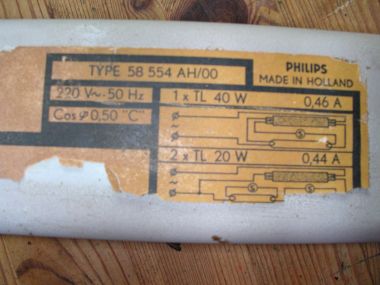 TYPE 58 554 AH/00
PHILIPS
MADE IN HOLLAND
220 V~·50 Hz
Cos φ 0,50 "C"
1 x TL 40 W 0,46 A
S
2 x TL 20 W 0,44 A
S S